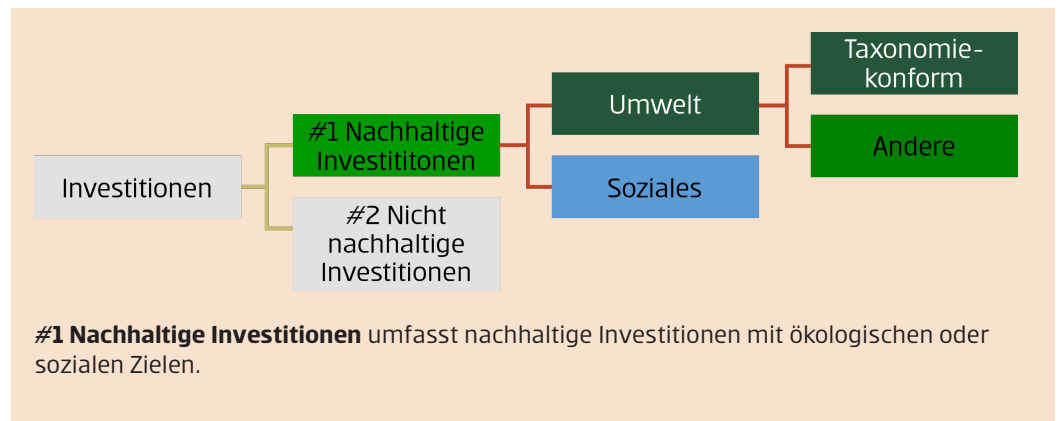 Taxonomie-
konform
Umwelt
#1 Nachhaltige
Investititonen
Andere
Investitionen
Soziales
#2 Nicht
nachhaltige
Investitionen
#1 Nachhaltige Investitionen umfasst nachhaltige Investitionen mit ökologischen oder
sozialen Zielen.